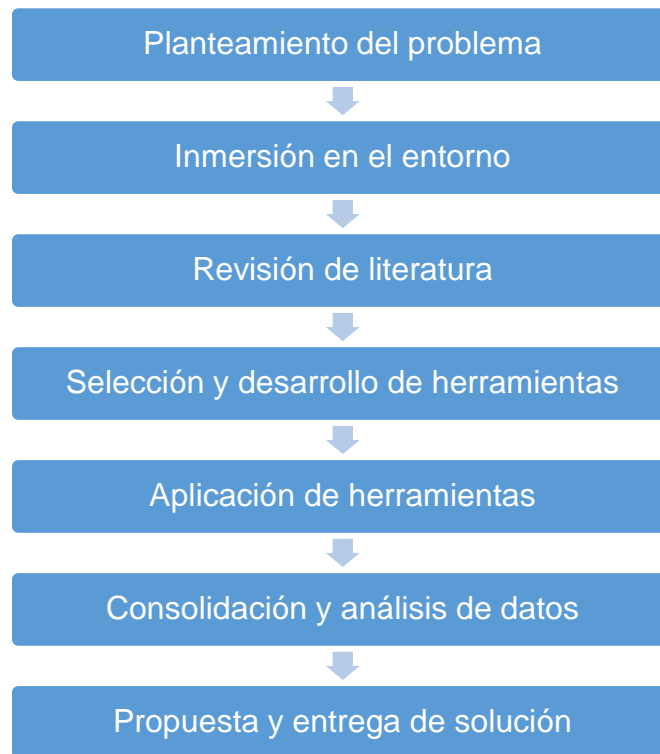 Planteamiento del problema
Inmersión en el entorno
Revisión de literatura
Selección y desarrollo de herramientas
Aplicación de herramientas
Consolidación y análisis de datos
Propuesta y entrega de solución